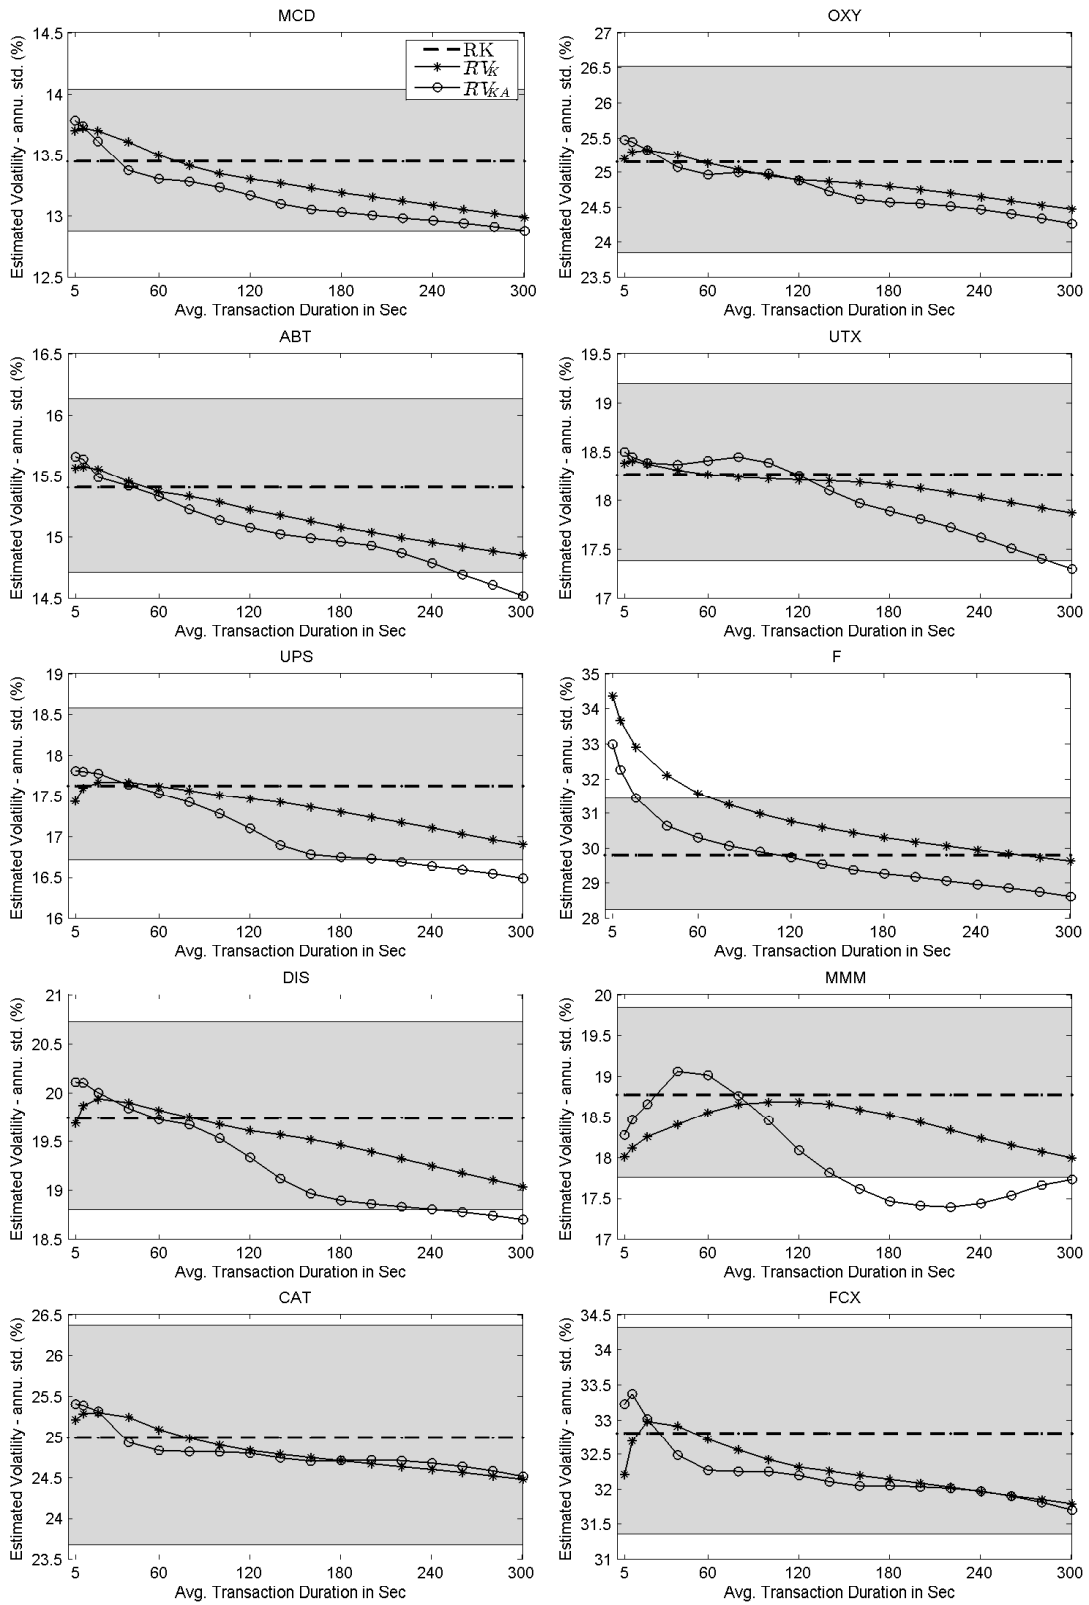 MCD
Estimated Volatility - annu. std. (%)
14.5
14
13.5
13
12.5
5 60 120 180 240 300
Avg. Transaction Duration in Sec
RK
RV_K
RV_KA
OXY
Estimated Volatility - annu. std. (%)
27
26.5
26
25.5
25
24.5
24
23.5
5 60 120 180 240 300
Avg. Transaction Duration in Sec
ABT
Estimated Volatility - annu. std. (%)
16.5
16
15.5
15
14.5
5 60 120 180 240 300
Avg. Transaction Duration in Sec
UTX
Estimated Volatility - annu. std. (%)
19.5
19
18.5
18
17.5
17
5 60 120 180 240 300
Avg. Transaction Duration in Sec
UPS
Estimated Volatility - annu. std. (%)
19
18.5
18
17.5
17
16.5
16
5 60 120 180 240 300
Avg. Transaction Duration in Sec
F
Estimated Volatility - annu. std. (%)
35
34
33
32
31
30
29
28
5 60 120 180 240 300
Avg. Transaction Duration in Sec
DIS
Estimated Volatility - annu. std. (%)
21
20.5
20
19.5
19
18.5
5 60 120 180 240 300
Avg. Transaction Duration in Sec
MMM
Estimated Volatility - annu. std. (%)
20
19.5
19
18.5
18
17.5
17
5 60 120 180 240 300
Avg. Transaction Duration in Sec
CAT
Estimated Volatility - annu. std. (%)
26.5
26
25.5
25
24.5
24
23.5
5 60 120 180 240 300
Avg. Transaction Duration in Sec
FCX
Estimated Volatility - annu. std. (%)
34.5
34
33.5
33
32.5
32
31.5
31
5 60 120 180 240 300
Avg. Transaction Duration in Sec